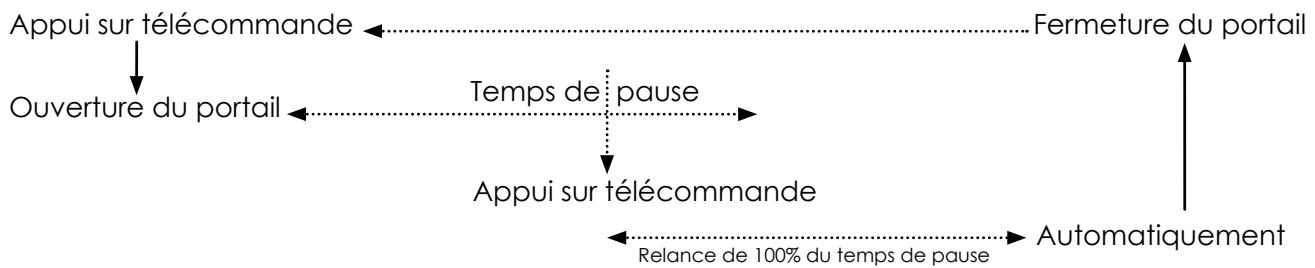 Appui sur télécommande
Fermeture du portail
Temps de pause
Ouverture du portail
Appui sur télécommande
Automatiquement
Relance de 100% du temps de pause